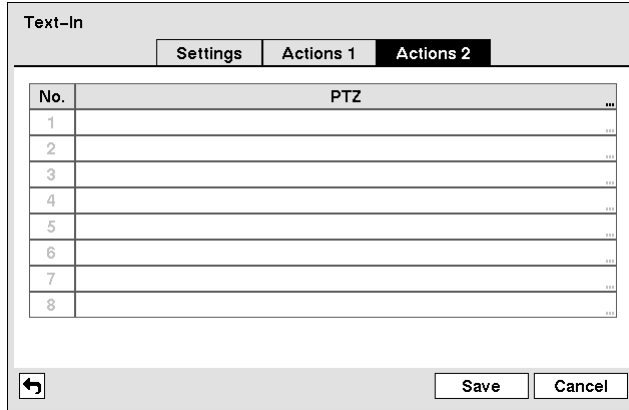 Text-In
Settings Actions 1 Actions 2
No. PTZ ...
1 ...
2 ...
3 ...
4 ...
5 ...
6 ...
7 ...
8 ...
Save Cancel